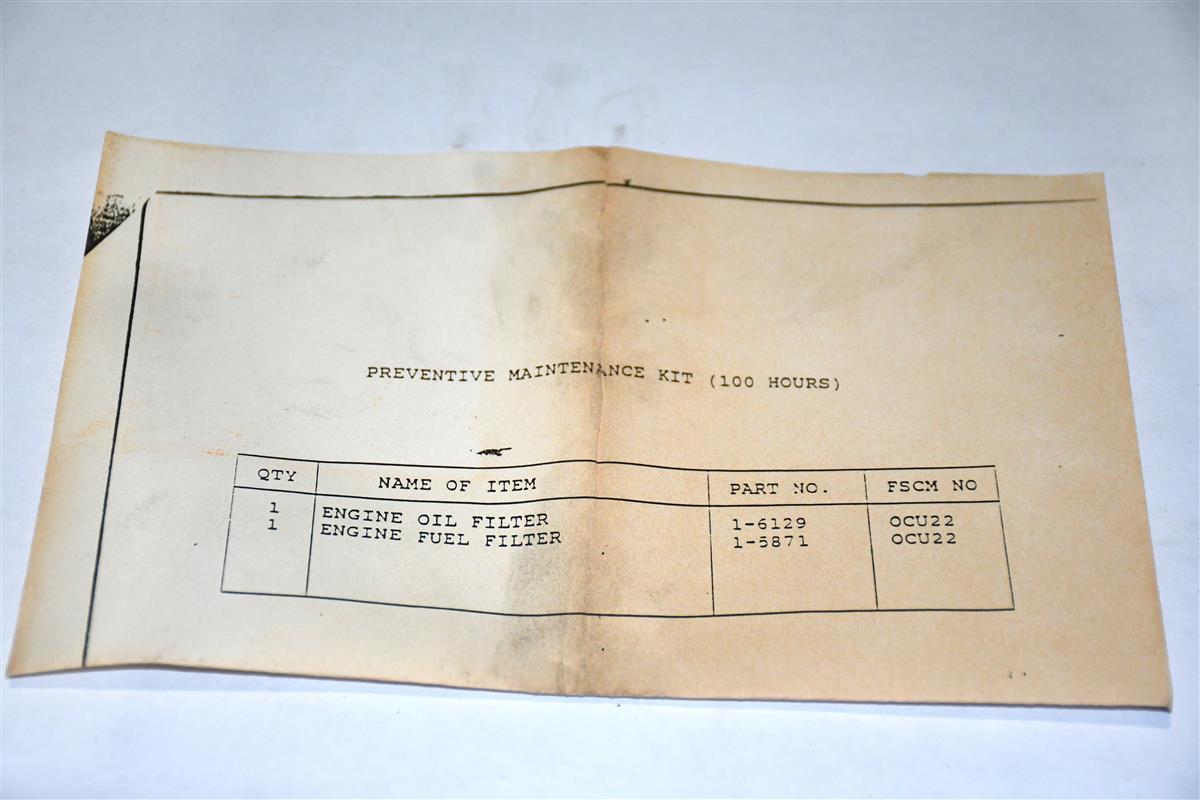 PREVENTIVE MAINTENANCE KIT (100 HOURS)
QTY NAME OF ITEM PART NO. FSCM NO
1 ENGINE OIL FILTER 1-6129 OCU22
1 ENGINE FUEL FILTER 1-5871 OCU22